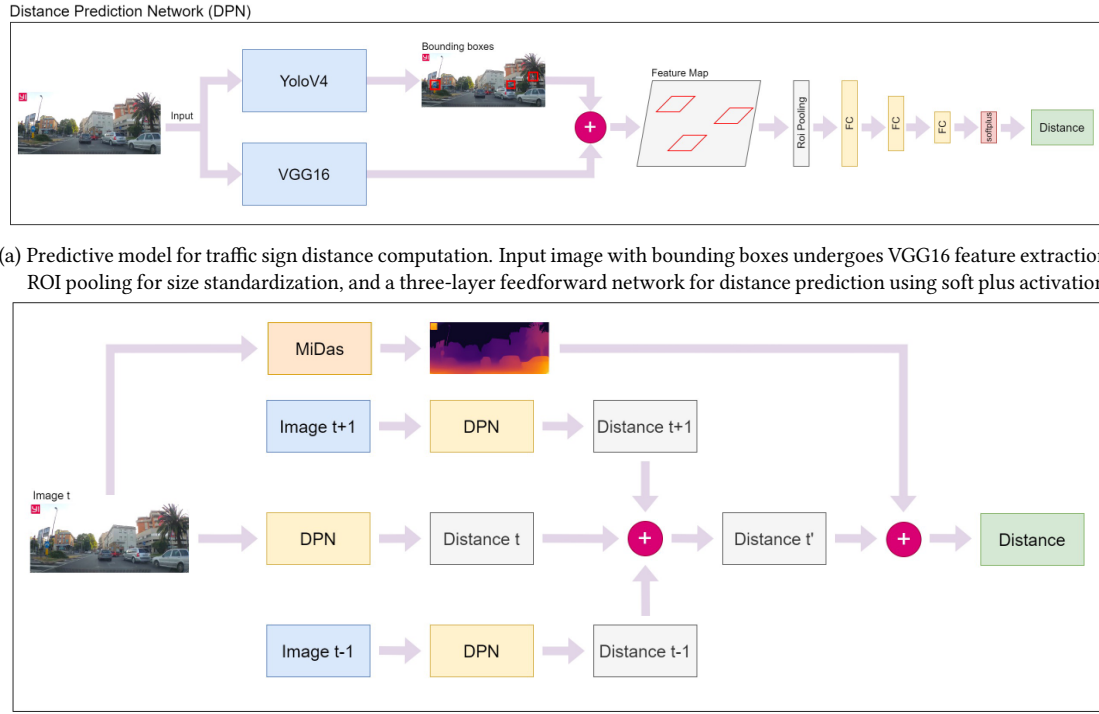 Distance Prediction Network (DPN)
Bounding boxes
YoloV4
Feature Map
Input
Roi Pooling
FC
FC
FC
softplus
Distance
VGG16
(a) Predictive model for traffic sign distance computation. Input image with bounding boxes undergoes VGG16 feature extraction
ROI pooling for size standardization, and a three-layer feedforward network for distance prediction using soft plus activation
MiDas
Image t+1
DPN
Distance t+1
Image t
DPN
Distance t
Distance t'
Distance
Image t-1
DPN
Distance t-1